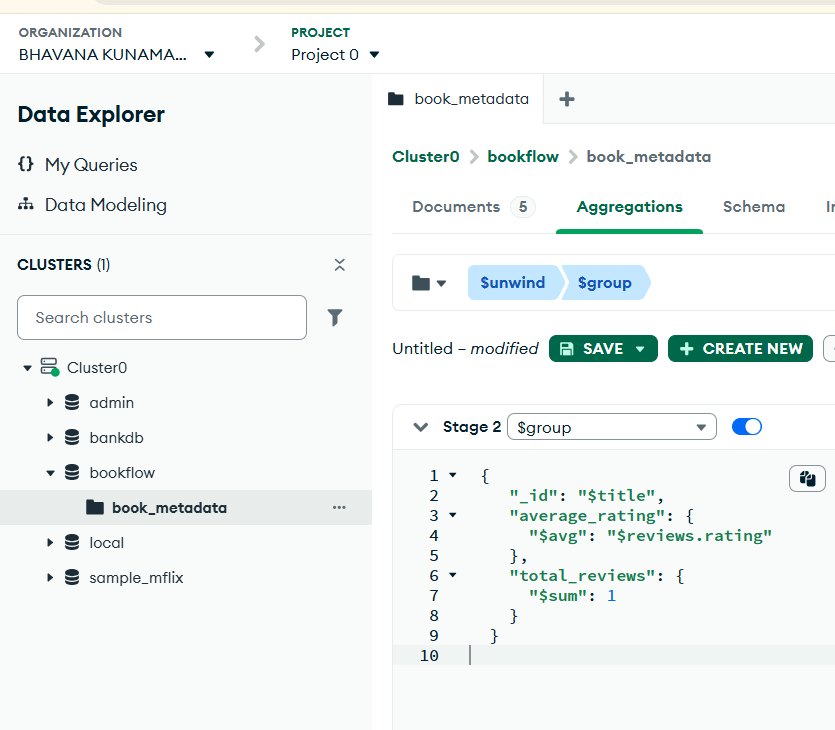 ORGANIZATION
BHAVANA KUNAMA...
PROJECT
Project 0
Data Explorer
My Queries
Data Modeling
CLUSTERS (1)
Search clusters
Cluster0
admin
bankdb
bookflow
book_metadata
local
sample_mflix
book_metadata
Cluster0 > bookflow > book_metadata
Documents 5 Aggregations Schema
$unwind $group
Untitled – modified SAVE + CREATE NEW
Stage 2 $group
1 {
2 "_id": "$title",
3 "average_rating": {
4 "$avg": "$reviews.rating"
5 },
6 "total_reviews": {
7 "$sum": 1
8 }
9 }
10